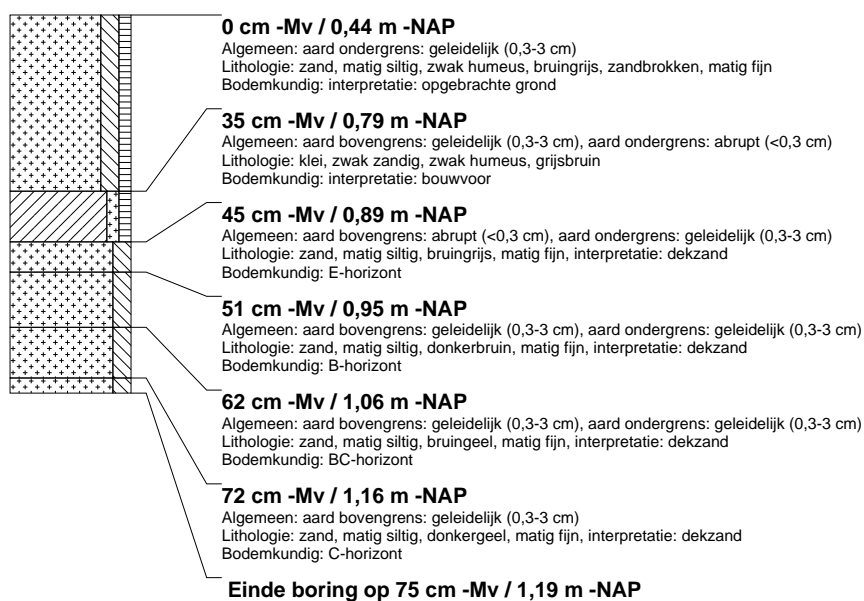 0 cm -Mv / 0,44 m -NAP
Algemeen: aard ondergrens: geleidelijk (0,3-3 cm)
Lithologie: zand, matig siltig, zwak humeus, bruingrijs, zandbrokken, matig fijn
Bodemkundig: interpretatie: opgebrachte grond
35 cm -Mv / 0,79 m -NAP
Algemeen: aard bovengrens: geleidelijk (0,3-3 cm), aard ondergrens: abrupt (<0,3 cm)
Lithologie: klei, zwak zandig, zwak humeus, grijsbruin
Bodemkundig: interpretatie: bouwvoor
45 cm -Mv / 0,89 m -NAP
Algemeen: aard bovengrens: abrupt (<0,3 cm), aard ondergrens: geleidelijk (0,3-3 cm)
Lithologie: zand, matig siltig, bruingrijs, matig fijn, interpretatie: dekzand
Bodemkundig: E-horizont
51 cm -Mv / 0,95 m -NAP
Algemeen: aard bovengrens: geleidelijk (0,3-3 cm), aard ondergrens: geleidelijk (0,3-3 cm)
Lithologie: zand, matig siltig, donkerbruin, matig fijn, interpretatie: dekzand
Bodemkundig: B-horizont
62 cm -Mv / 1,06 m -NAP
Algemeen: aard bovengrens: geleidelijk (0,3-3 cm), aard ondergrens: geleidelijk (0,3-3 cm)
Lithologie: zand, matig siltig, bruingeel, matig fijn, interpretatie: dekzand
Bodemkundig: BC-horizont
72 cm -Mv / 1,16 m -NAP
Algemeen: aard bovengrens: geleidelijk (0,3-3 cm)
Lithologie: zand, matig siltig, donkergeel, matig fijn, interpretatie: dekzand
Bodemkundig: C-horizont
Einde boring op 75 cm -Mv / 1,19 m -NAP